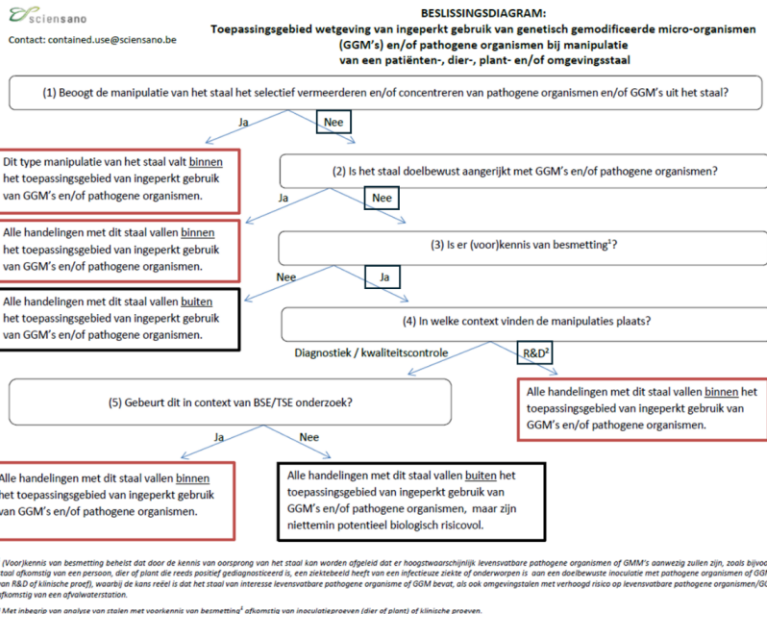 sciensano
Contact: contained.use@sciensano.be
BESLISSINGSDIAGRAM:
Toepassingsgebied wetgeving van ingeperkt gebruik van genetisch gemodificeerde micro-organismen
(GGM's) en/of pathogene organismen bij manipulatie
van een patiënten-, dier-, plant- en/of omgevingsstaal
(1) Beoogt de manipulatie van het staal het selectief vermeerderen en/of concentreren van pathogene organismen en/of GGM's uit het staal?
Ja
Nee
Dit type manipulatie van het staal valt binnen
het toepassingsgebied van ingeperkt gebruik
van GGM's en/of pathogene organismen.
(2) Is het staal doelbewust aangerijkt met GGM's en/of pathogene organismen?
Ja
Nee
Alle handelingen met dit staal vallen binnen
het toepassingsgebied van ingeperkt gebruik
van GGM's en/of pathogene organismen.
(3) Is er (voor)kennis van besmetting¹?
Nee
Ja
Alle handelingen met dit staal vallen buiten
het toepassingsgebied van ingeperkt gebruik
van GGM's en/of pathogene organismen.
(4) In welke context vinden de manipulaties plaats?
Diagnostiek / kwaliteitscontrole
R&D²
Alle handelingen met dit staal vallen binnen het
toepassingsgebied van ingeperkt gebruik van
GGM's en/of pathogene organismen.
(5) Gebeurt dit in context van BSE/TSE onderzoek?
Ja
Nee
Alle handelingen met dit staal vallen binnen
het toepassingsgebied van ingeperkt gebruik
van GGM's en/of pathogene organismen.
Alle handelingen met dit staal vallen buiten het
toepassingsgebied van ingeperkt gebruik van
GGM's en/of pathogene organismen, maar zijn
niettemin potentieel biologisch risicovol.
(Voor)kennis van besmetting behelst dat door de kennis van oorsprong van het staal kan worden afgeleid dat er hoogstwaarschijnlijk levensvatbare pathogene organismen of GMM's aanwezig zullen zijn, zoals bijvoo
staal afkomstig van een persoon, dier of plant die reeds positief gediagnosticeerd is, een ziektebeeld heeft van een infectieuze ziekte of onderworpen is aan een doelbewuste inoculatie met pathogene organismen of GGM
van R&D of klinische proef), waarbij de kans reëel is dat het staal van interesse levensvatbare pathogene organisme of GGM bevat, als ook omgevingstalen met verhoogd risico op levensvatbare pathogene organismen/GG
afkomstig van een afvalwaterstation.
Met inbegrip van analyse van stalen met voorkennis van besmetting¹ afkomstig van inoculatieproeven (dier of plant) of klinische proeven.